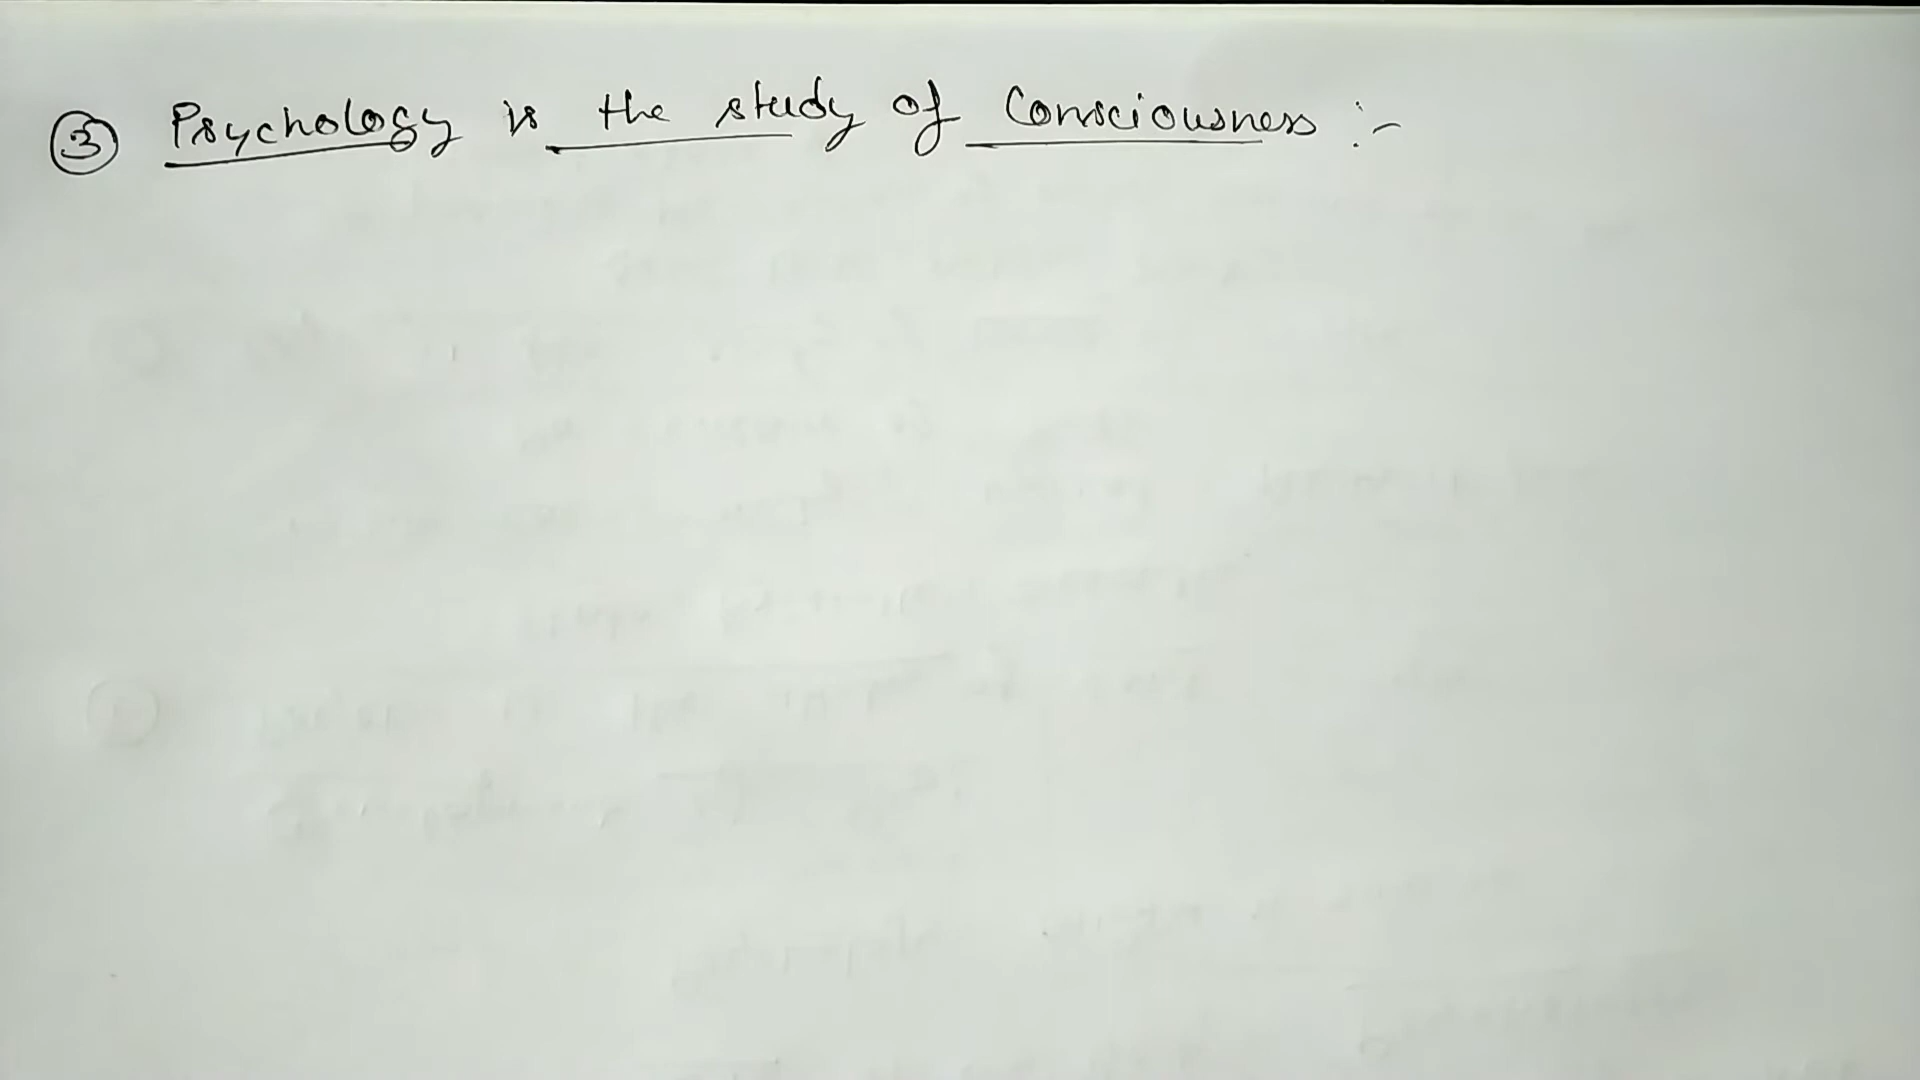 ③ Psychology is the study of Consciousness :-